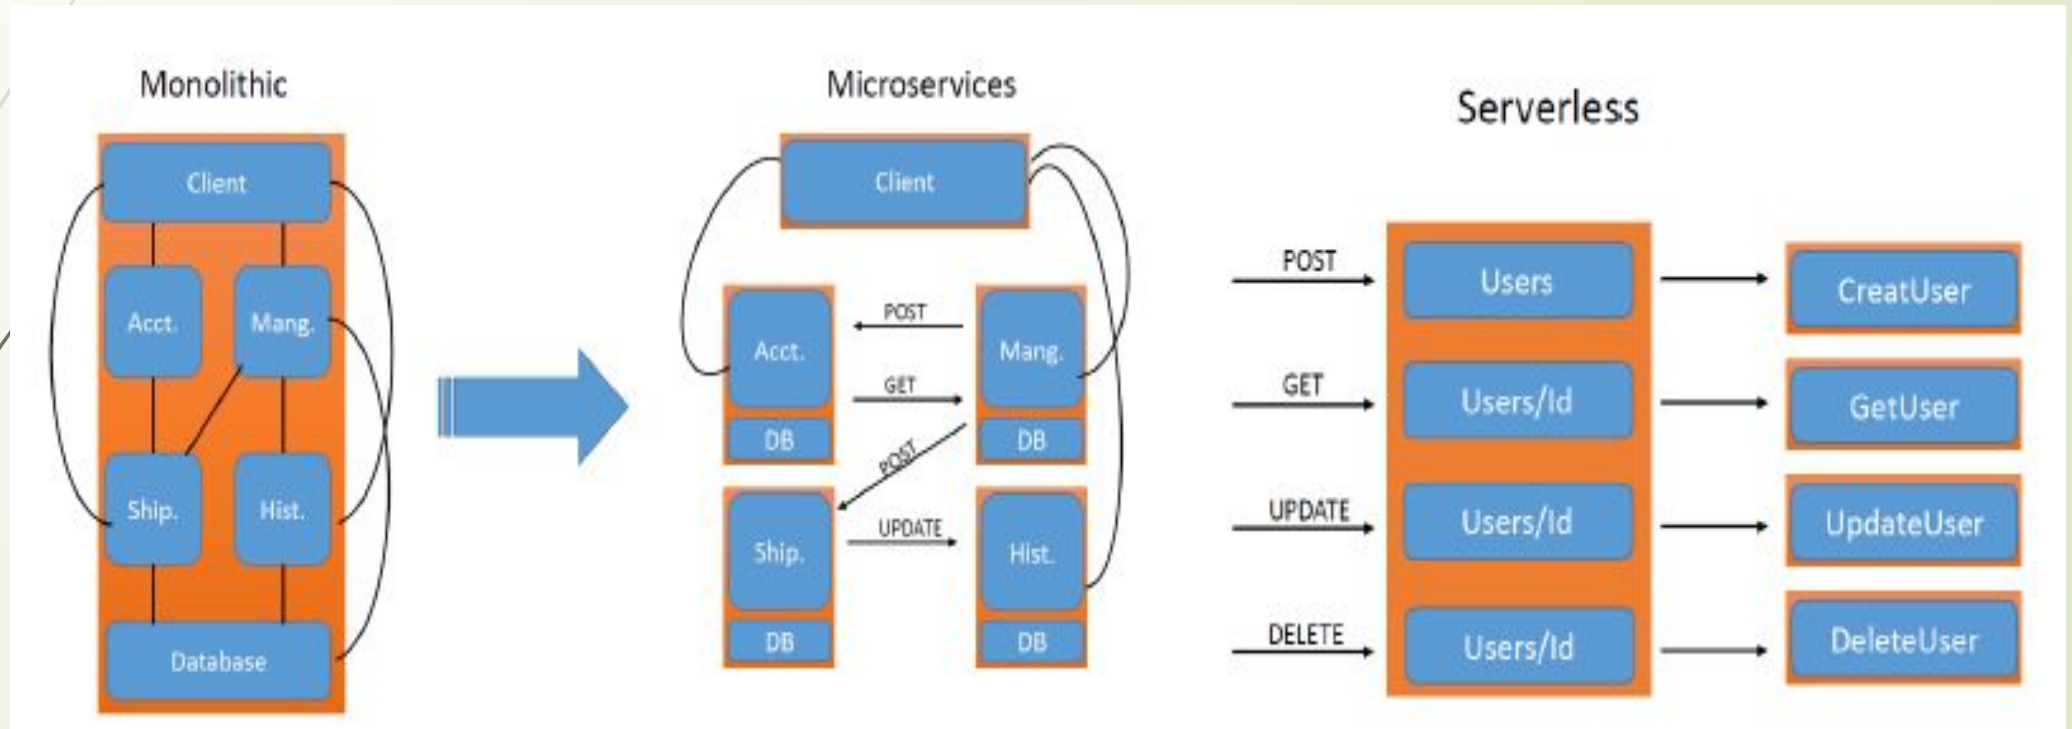 Monolithic
Client
Acct.
Mang.
Ship.
Hist.
Database
Microservices
Client
Acct.
DB
POST
GET
Mang.
DB
POST
Ship.
DB
UPDATE
Hist.
DB
Serverless
POST
Users
CreatUser
GET
Users/Id
GetUser
UPDATE
Users/Id
UpdateUser
DELETE
Users/Id
DeleteUser